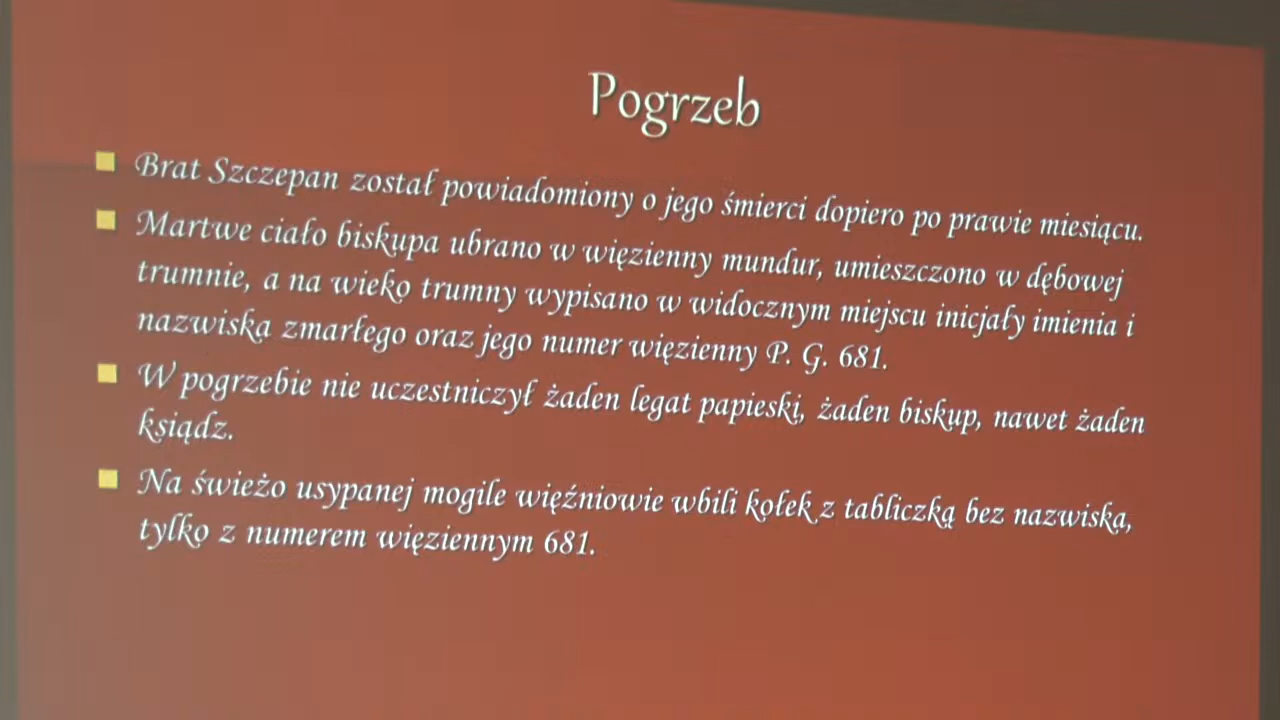 Pogrzeb
Brat Szczepan został powiadomiony o jego śmierci dopiero po prawie miesiącu.
Martwe ciało biskupa ubrano w więzienny mundur, umieszczono w dębowej
trumnie, a na wieko trumny wypisano w widocznym miejscu inicjały imienia i
nazwiska zmarłego oraz jego numer więzienny P. G. 681.
W pogrzebie nie uczestniczył żaden legat papieski, żaden biskup, nawet żaden
ksiądz.
Na świeżo usypanej mogile więźniowie wbili kołek z tabliczką bez nazwiska,
tylko z numerem więziennym 681.